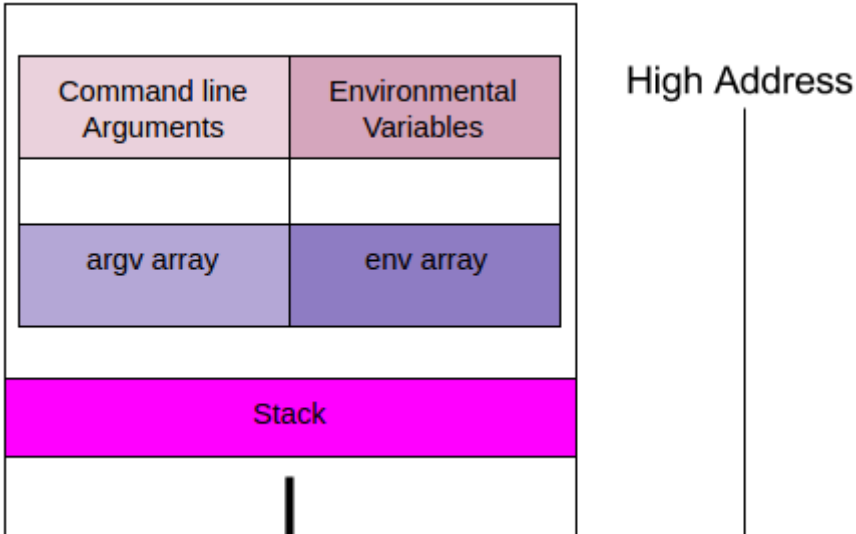 High Address
Command line
Arguments
Environmental
Variables
argv array
env array
Stack